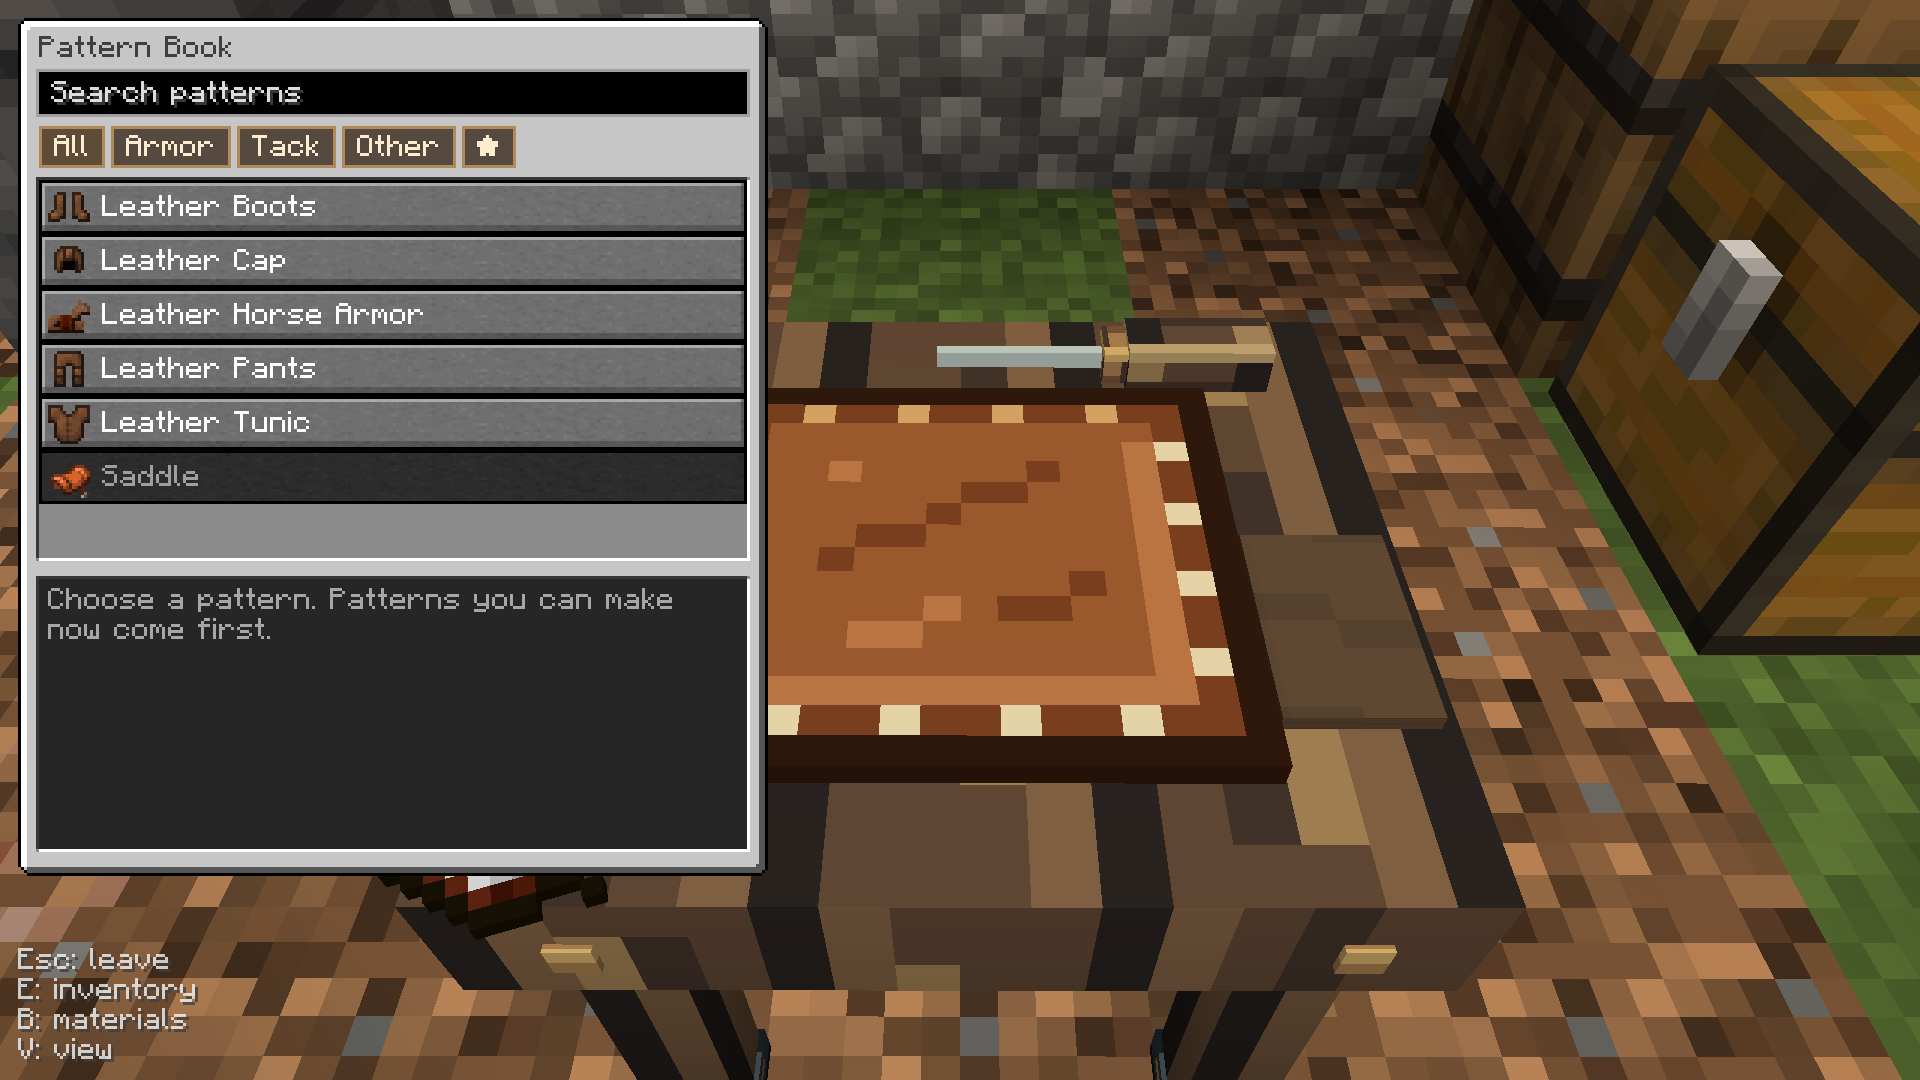 Pattern Book
Search patterns
All Armor Tack Other ★
Leather Boots
Leather Cap
Leather Horse Armor
Leather Pants
Leather Tunic
Saddle
Choose a pattern. Patterns you can make
now come first.
Esc: leave
E: inventory
B: materials
V: view